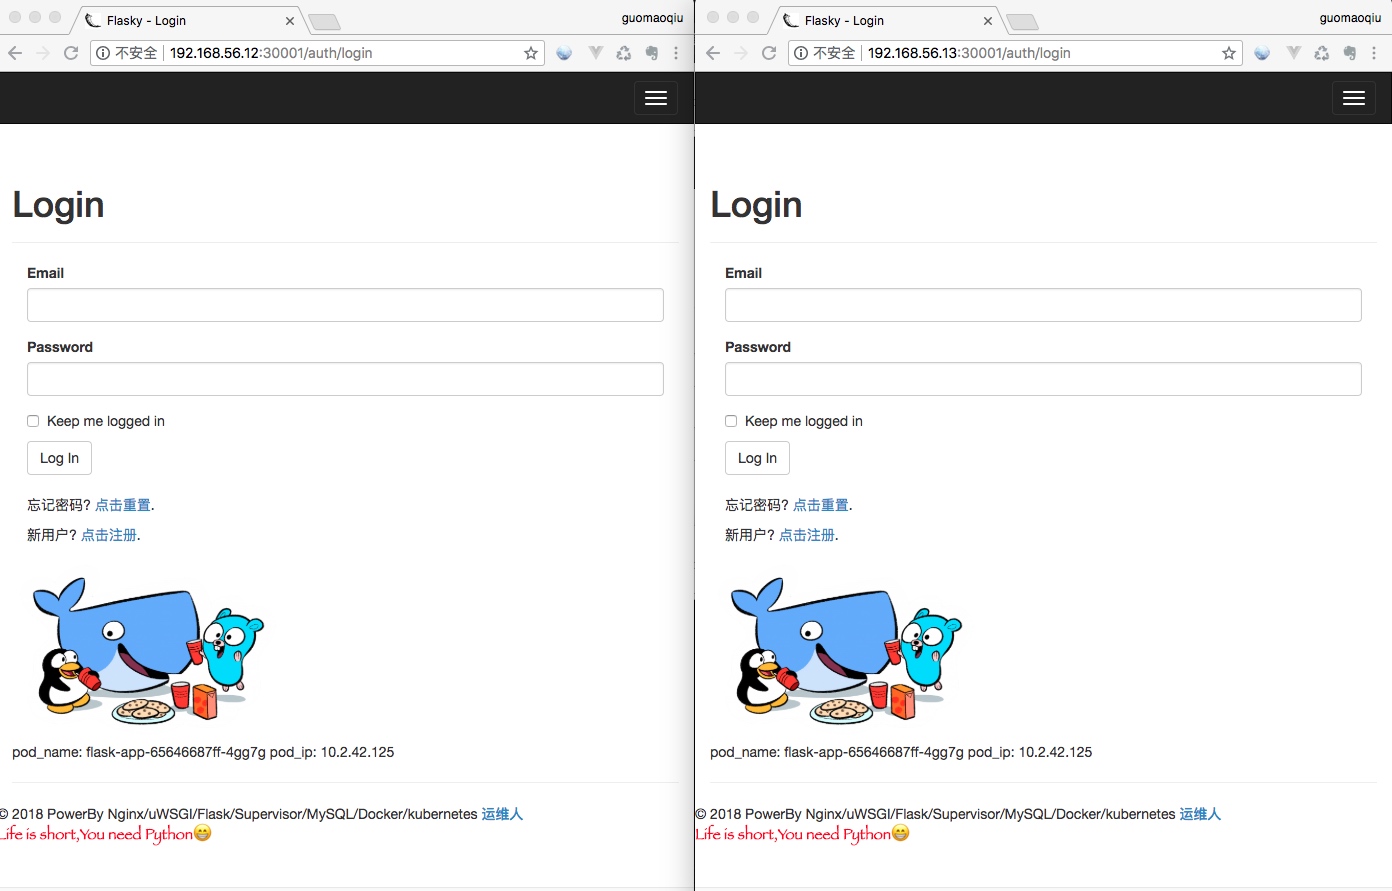 Flasky - Login
guomaoqiu
不安全 192.168.56.12:30001/auth/login
Login
Email
Password
Keep me logged in
Log In
忘记密码? 点击重置.
新用户? 点击注册.
pod_name: flask-app-65646687ff-4gg7g pod_ip: 10.2.42.125
© 2018 PowerBy Nginx/uWSGI/Flask/Supervisor/MySQL/Docker/kubernetes 运维人
Life is short,You need Python😁
Flasky - Login
guomaoqiu
不安全 192.168.56.13:30001/auth/login
Login
Email
Password
Keep me logged in
Log In
忘记密码? 点击重置.
新用户? 点击注册.
pod_name: flask-app-65646687ff-4gg7g pod_ip: 10.2.42.125
© 2018 PowerBy Nginx/uWSGI/Flask/Supervisor/MySQL/Docker/kubernetes 运维人
Life is short,You need Python😁